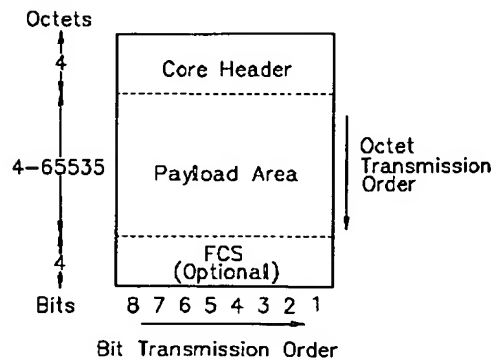 Octets
4
Core Header
4-65535
Payload Area
Octet
Transmission
Order
4
FCS
(Optional)
Bits
8 7 6 5 4 3 2 1
Bit Transmission Order